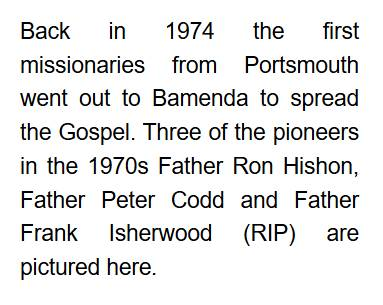 Back in 1974 the first
missionaries from Portsmouth
went out to Bamenda to spread
the Gospel. Three of the pioneers
in the 1970s Father Ron Hishon,
Father Peter Codd and Father
Frank Isherwood (RIP) are
pictured here.